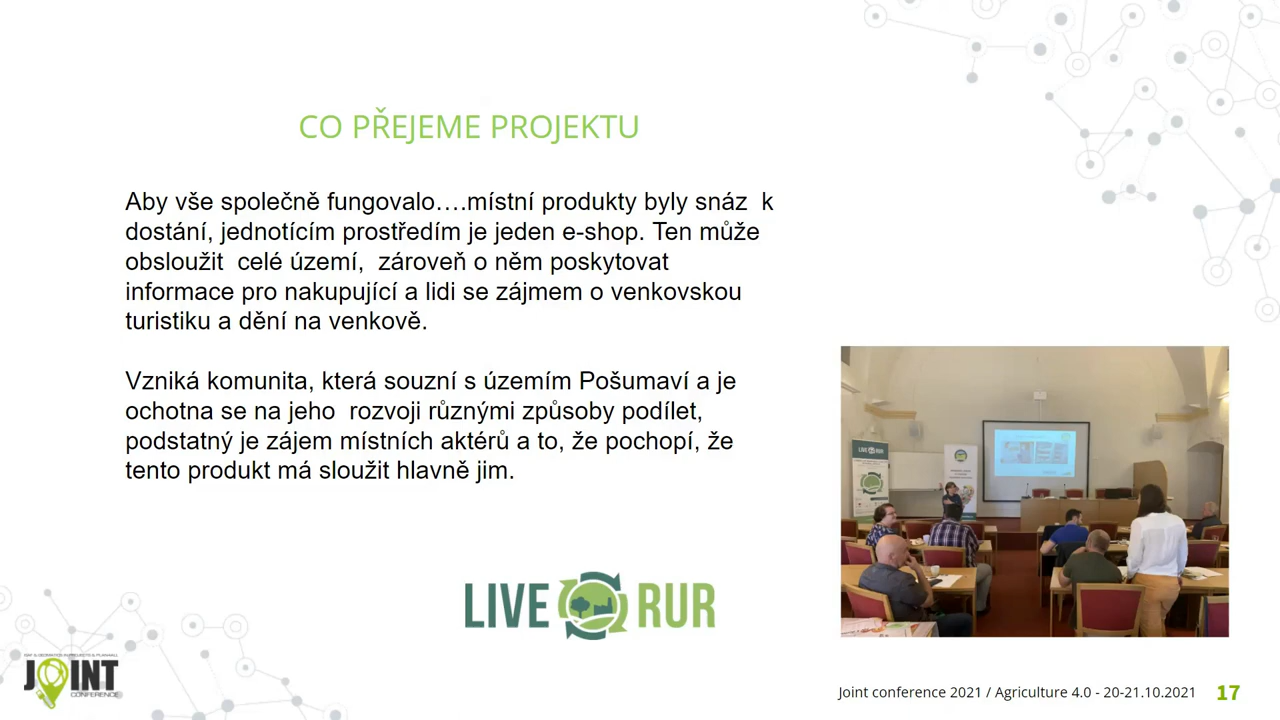 CO PŘEJEME PROJEKTU
Aby vše společně fungovalo….místní produkty byly snáz  k
dostání, jednotícím prostředím je jeden e-shop. Ten může
obsloužit  celé území,  zároveň o něm poskytovat
informace pro nakupující a lidi se zájmem o venkovskou
turistiku a dění na venkově.
Vzniká komunita, která souzní s územím Pošumaví a je
ochotna se na jeho  rozvoji různými způsoby podílet,
podstatný je zájem místních aktérů a to, že pochopí, že
tento produkt má sloužit hlavně jim.
LIVE RUR
LIVE RUR
JOINT
CONFERENCE
Joint conference 2021 / Agriculture 4.0 - 20-21.10.2021
17